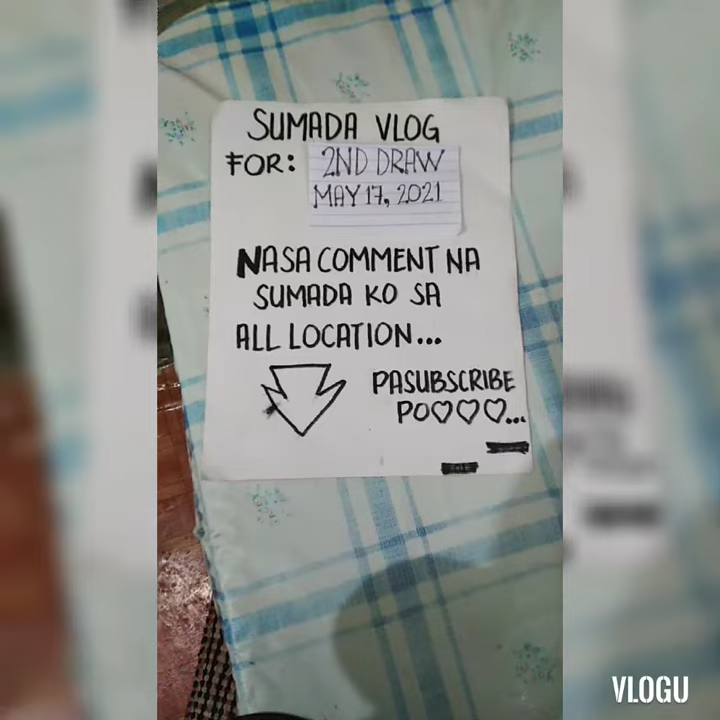 SUMADA VLOG
FOR: 2ND DRAW
MAY 17, 2021
NASA COMMENT NA
SUMADA KO SA
ALL LOCATION...
PASUBSCRIBE
PO♡♡♡...
VLOGU